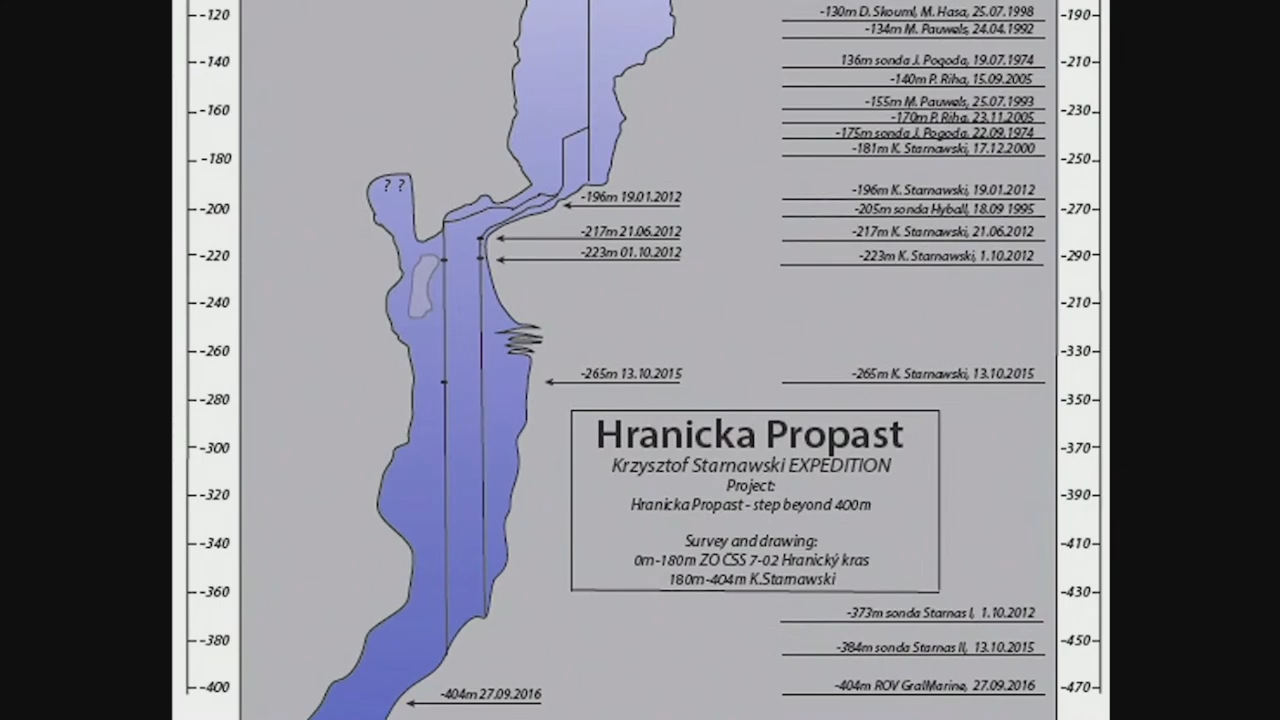 -120
-140
-160
-180
-200
-220
-240
-260
-280
-300
-320
-340
-360
-380
-400
? ?
-196m 19.01.2012
-217m 21.06.2012
-223m 01.10.2012
-265m 13.10.2015
-404m 27.09.2016
Hranicka Propast
Krzysztof Starnawski EXPEDITION
Project:
Hranicka Propast - step beyond 400m
Survey and drawing:
0m-180m ZO ČSS 7-02 Hranický kras
180m-404m K.Starnawski
-130m D. Skouml, M. Hasa, 25.07.1998
-134m M. Pauwels, 24.04.1992
136m sonda J. Pogoda, 19.07.1974
-140m P. Riha, 15.09.2005
-155m M. Pauwels, 25.07.1993
-170m P. Riha. 23.11.2005
-175m sonda J. Pogoda. 22.09.1974
-181m K. Starnawski, 17.12.2000
-196m K. Starnawski, 19.01.2012
-205m sonda Hyball, 18.09 1995
-217m K. Starnawski, 21.06.2012
-223m K. Starnawski, 1.10.2012
-265m K. Starnawski, 13.10.2015
-373m sonda Starnas I, 1.10.2012
-384m sonda Starnas II, 13.10.2015
-404m ROV GralMarine, 27.09.2016
-190
-210
-230
-250
-270
-290
-210
-330
-350
-370
-390
-410
-430
-450
-470